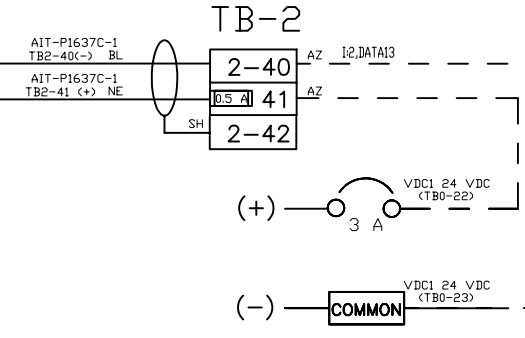 TB-2
AIT-P1637C-1
TB2-40(-) BL
AZ
I:2,DATA13
2-40
AIT-P1637C-1
TB2-41 (+) NE
AZ
0.5 A
41
SH
2-42
VDC1 24 VDC
(TB0-22)
(+)
3 A
VDC1 24 VDC
(TB0-23)
(-)
COMMON